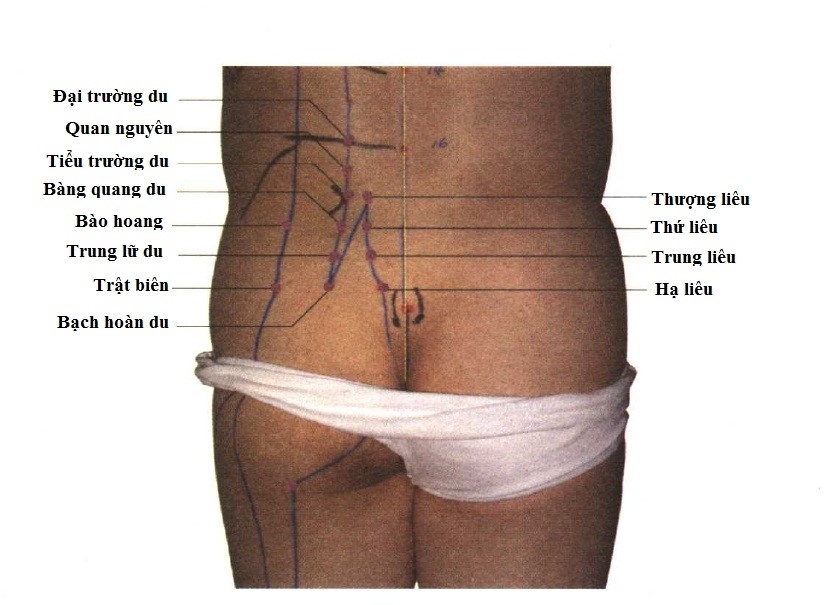 Đại trường du
Quan nguyên
Tiểu trường du
Bàng quang du
Bào hoang
Trung lữ du
Trật biên
Bạch hoàn du
Thượng liêu
Thứ liêu
Trung liêu
Hạ liêu
16